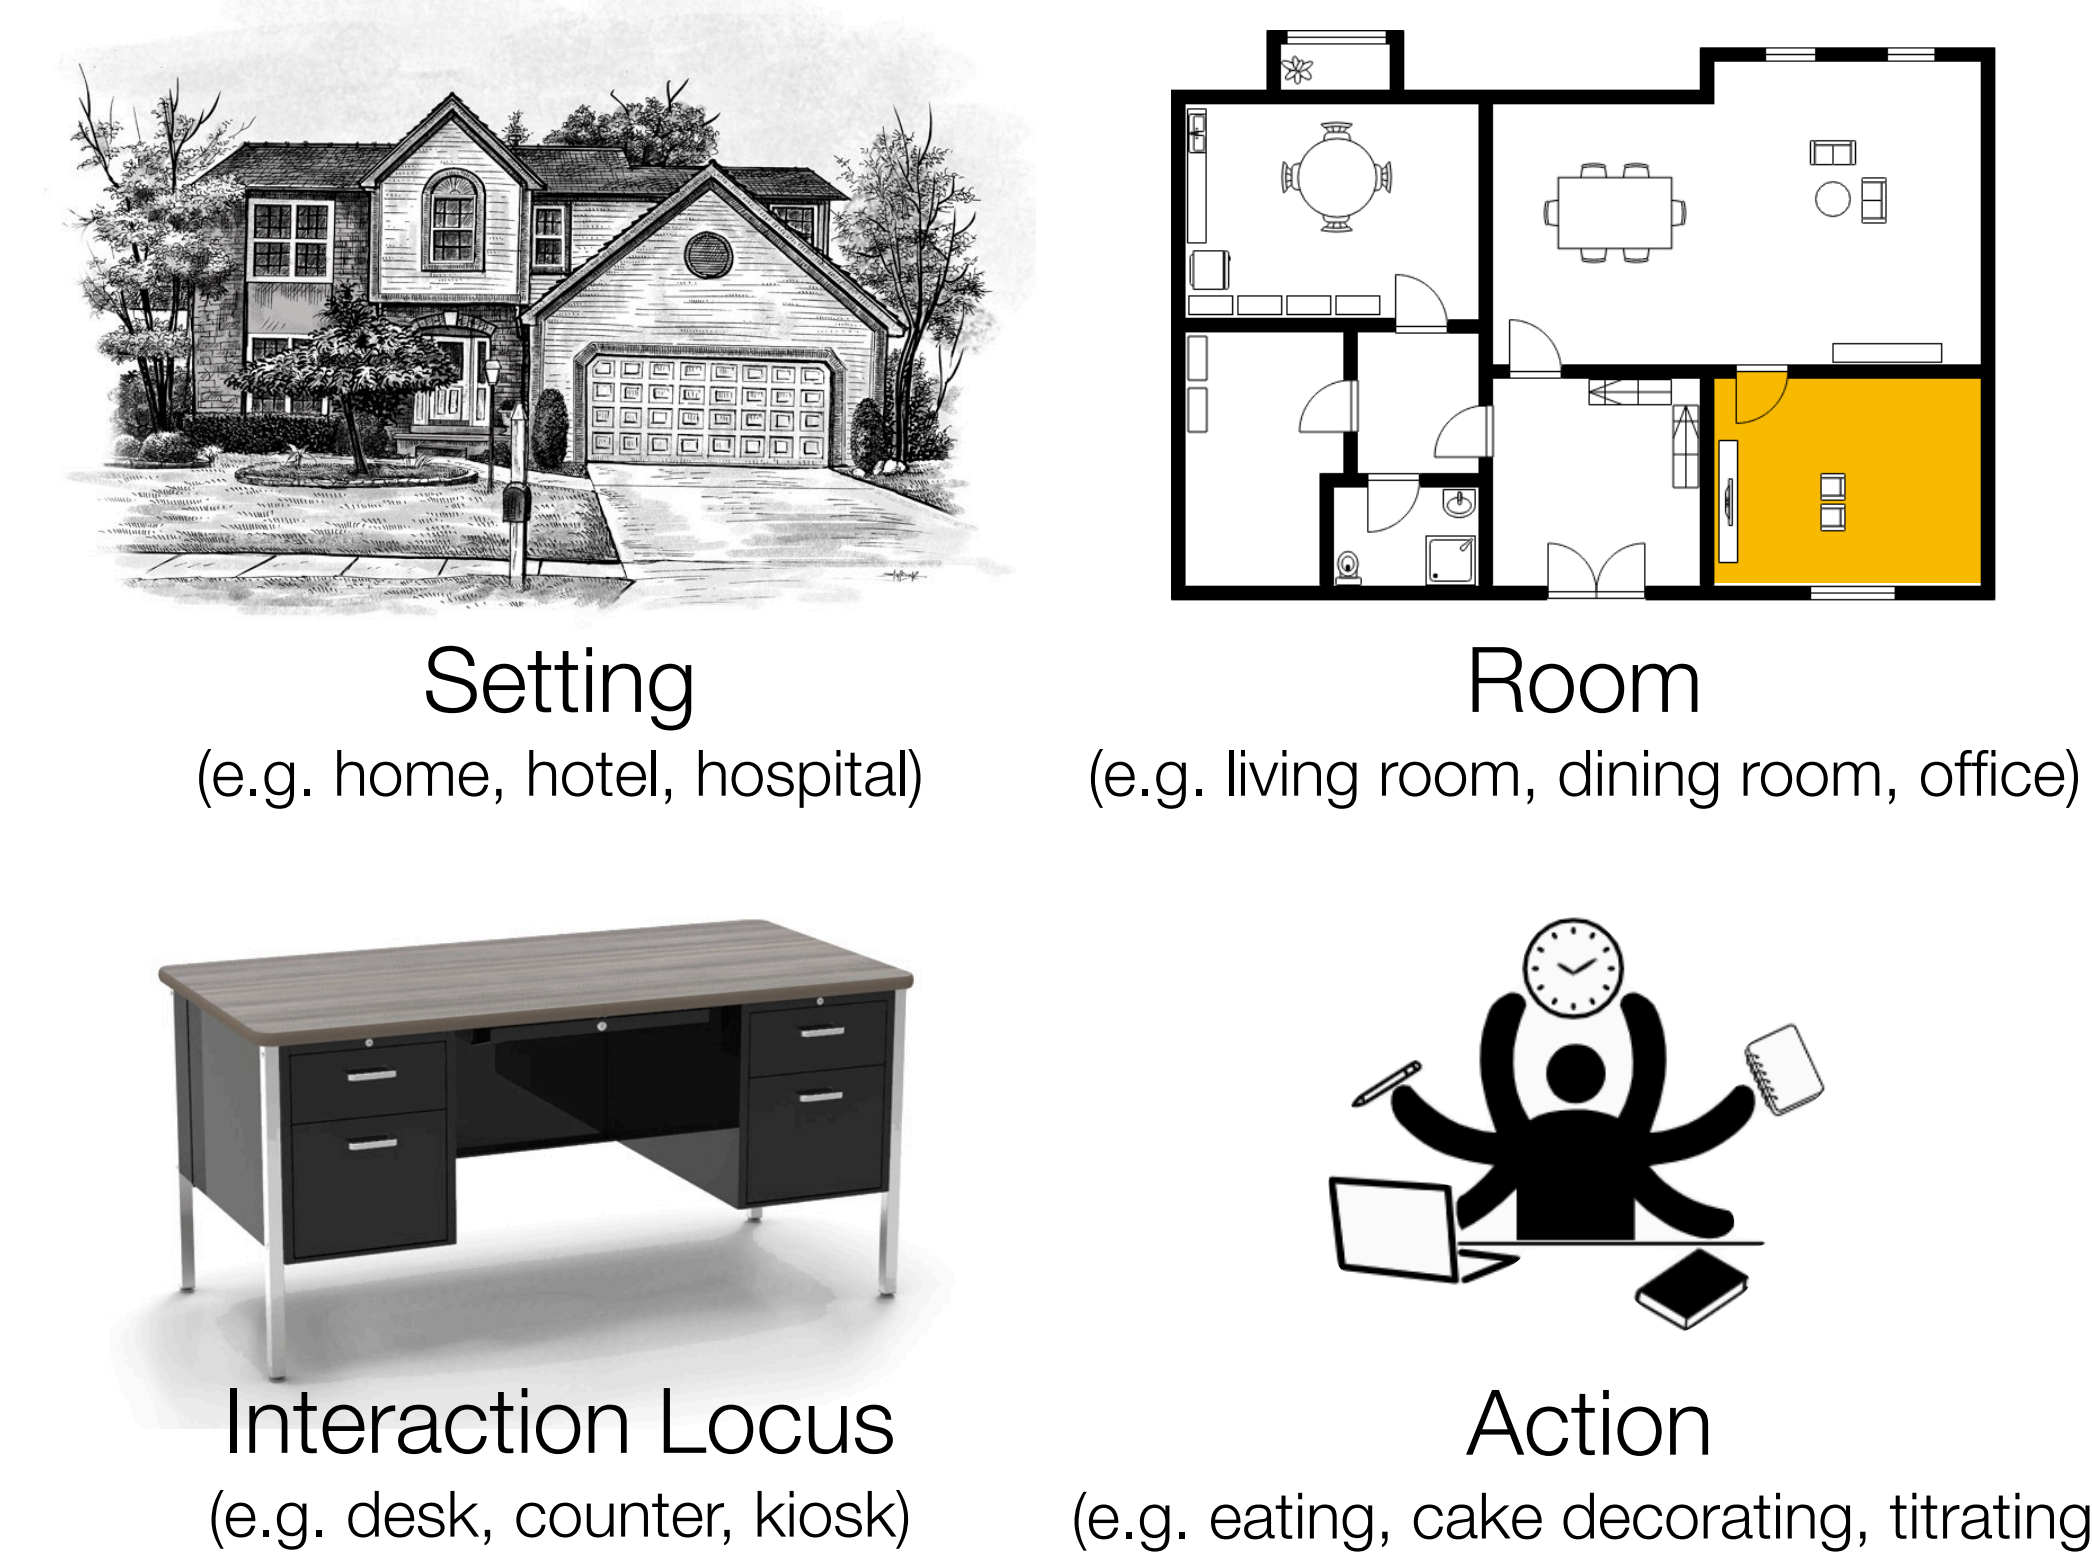 Setting
(e.g. home, hotel, hospital)
Room
(e.g. living room, dining room, office)
Interaction Locus
(e.g. desk, counter, kiosk)
Action
(e.g. eating, cake decorating, titrating